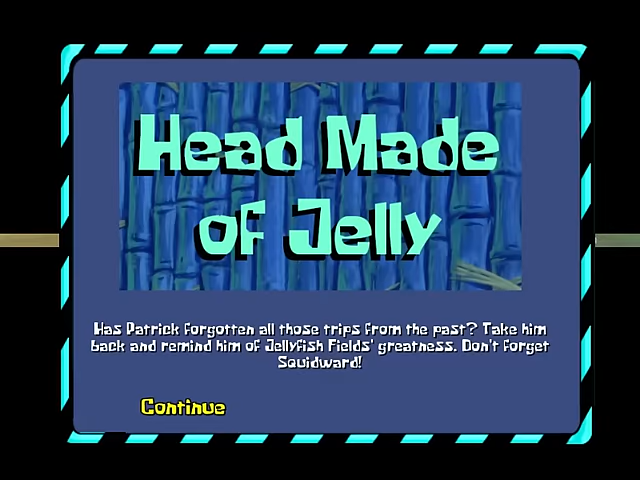 Head Made
of Jelly
Has Patrick forgotten all those trips from the past? Take him
back and remind him of Jellyfish Fields' greatness. Don't forget
Squidward!
Continue